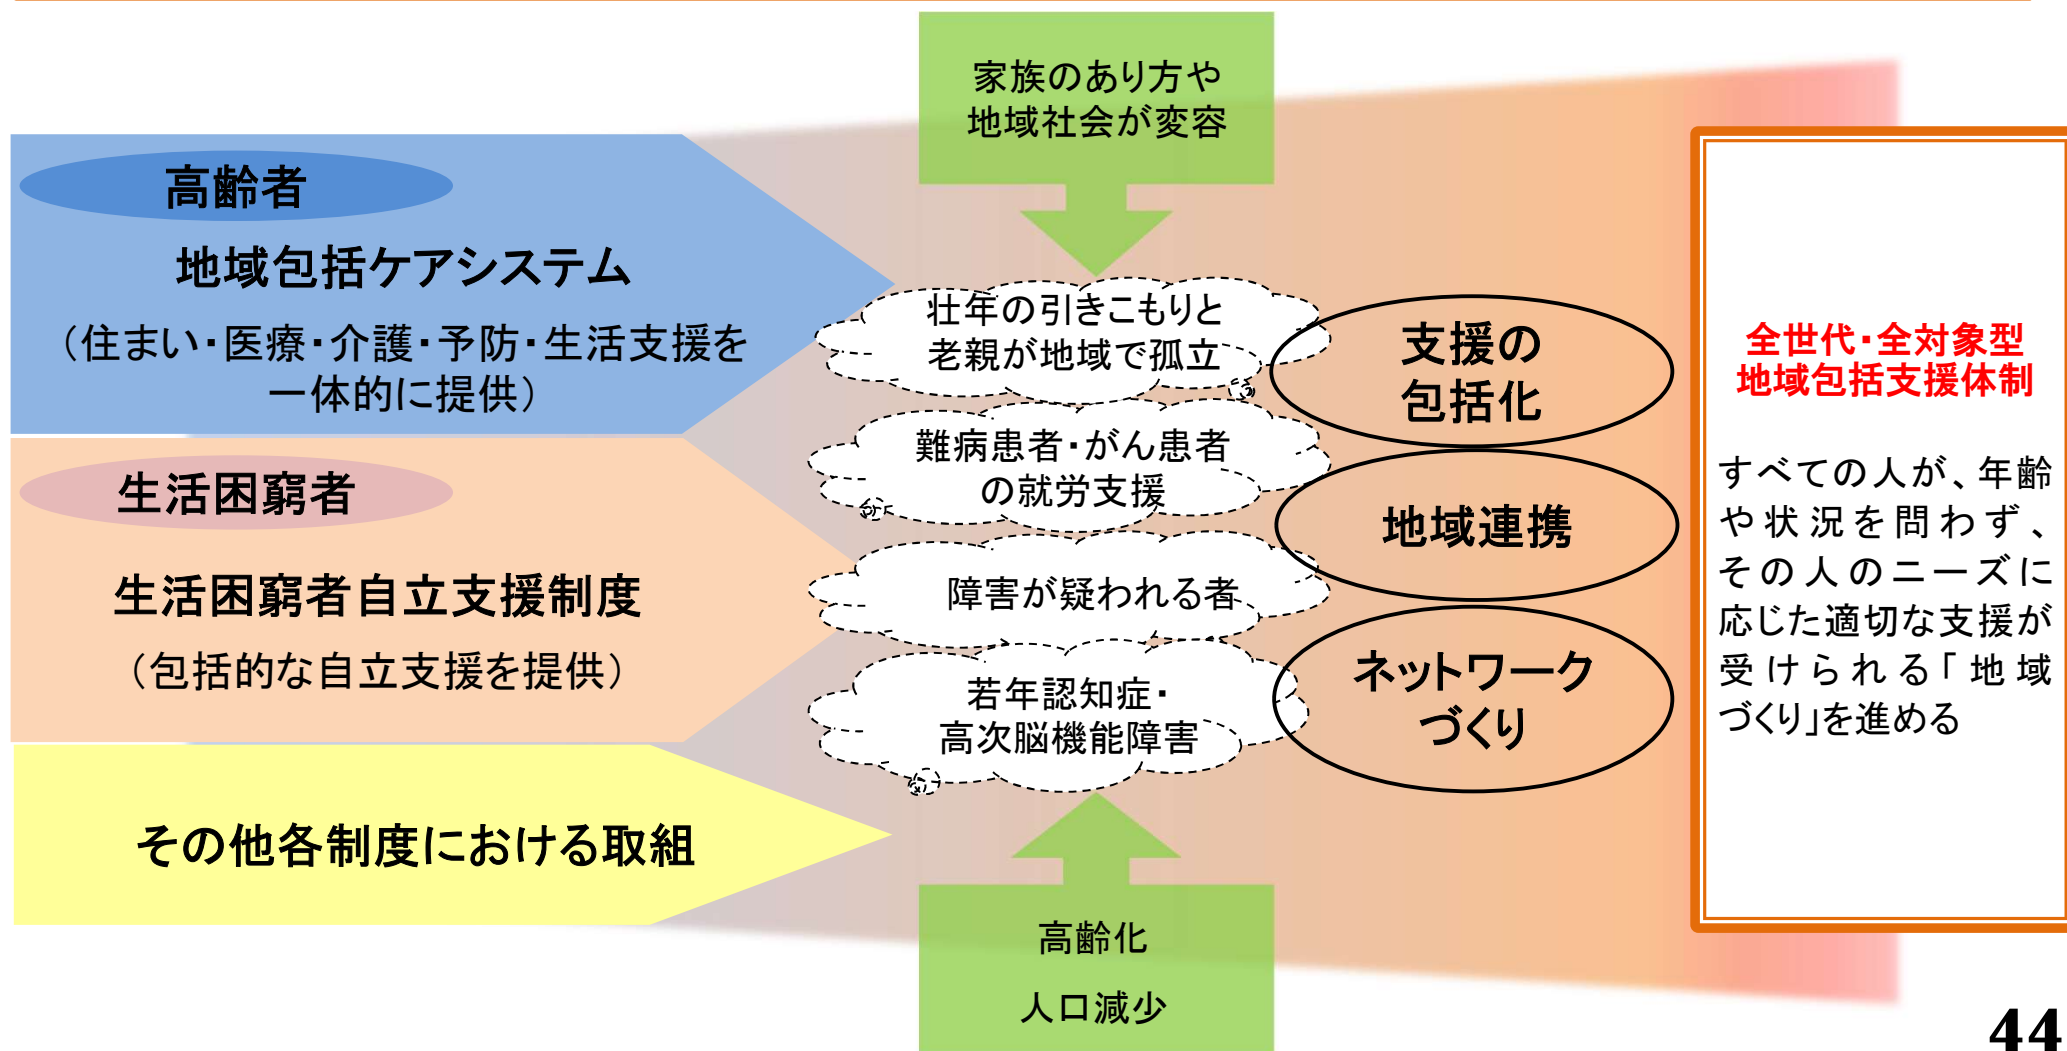 家族のあり方や
地域社会が変容
高齢者
地域包括ケアシステム
（住まい・医療・介護・予防・生活支援を
一体的に提供）
生活困窮者
生活困窮者自立支援制度
（包括的な自立支援を提供）
その他各制度における取組
壮年の引きこもりと
老親が地域で孤立
難病患者・がん患者
の就労支援
障害が疑われる者
若年認知症・
高次脳機能障害
高齢化
人口減少
支援の
包括化
地域連携
ネットワーク
づくり
全世代・全対象型
地域包括支援体制
すべての人が、年齢
や状況を問わず、
その人のニーズに
応じた適切な支援が
受けられる「地域
づくり」を進める
44